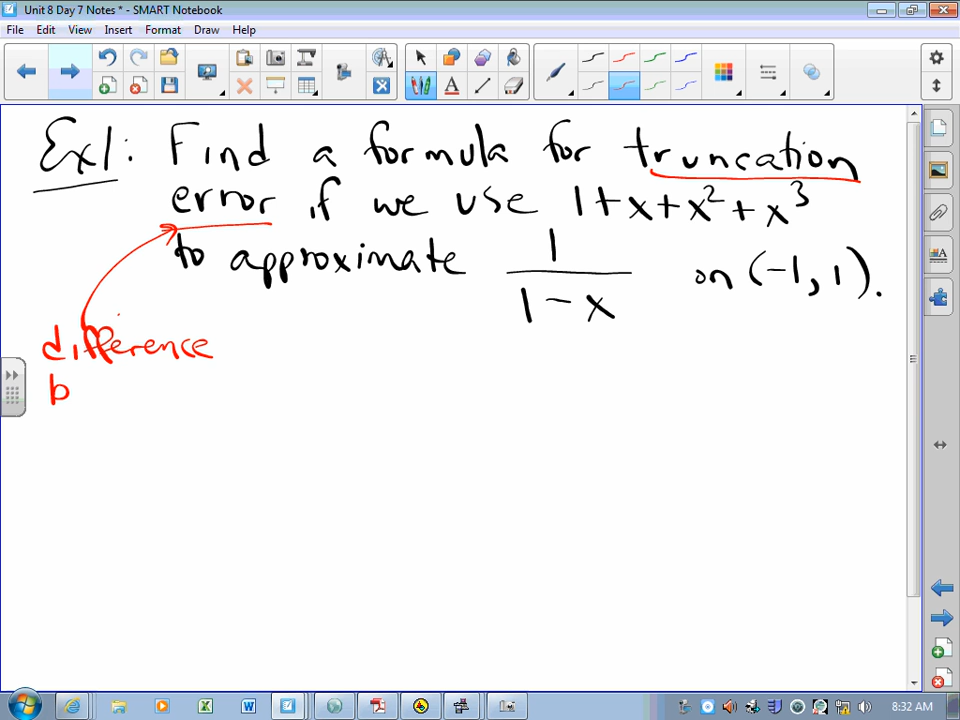 Unit 8 Day 7 Notes * - SMART Notebook
File Edit View Insert Format Draw Help
Ex1: Find a formula for truncation
error if we use 1+x+x²+x³
to approximate 1/(1-x) on (-1, 1).
difference
b
8:32 AM